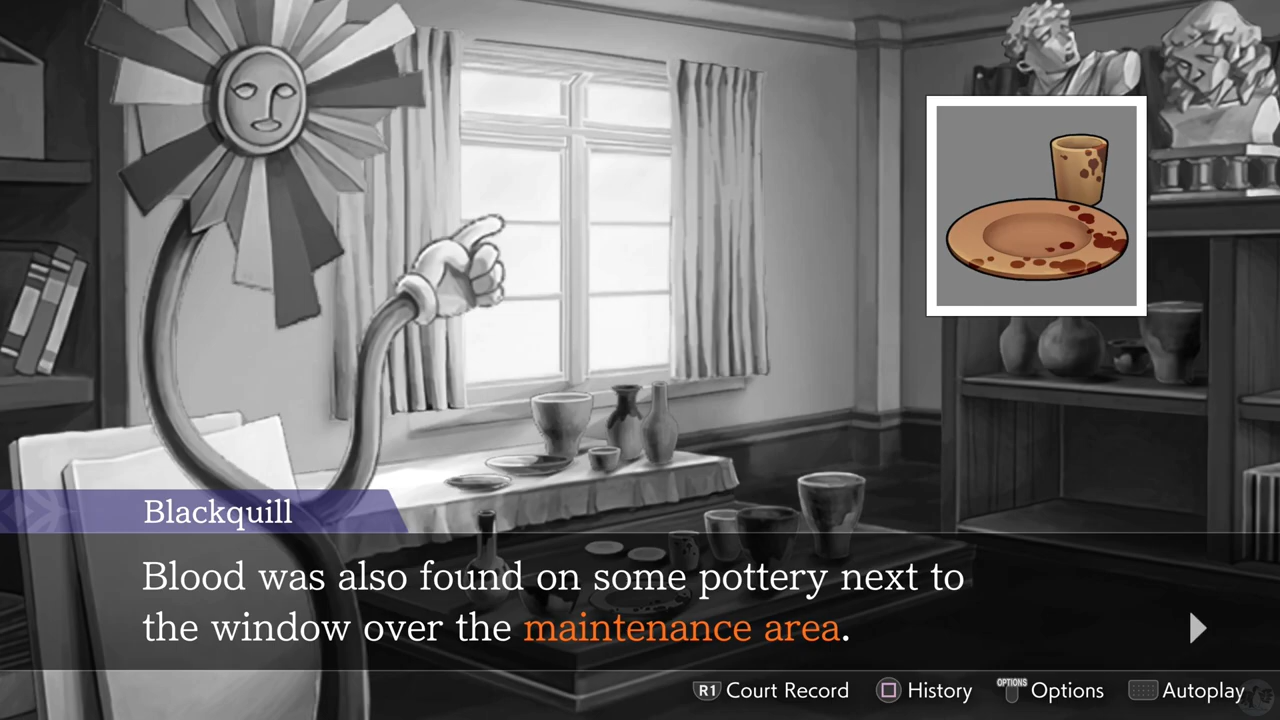 Blackquill
Blood was also found on some pottery next to
the window over the maintenance area.
R1 Court Record
History
OPTIONS Options
Autoplay